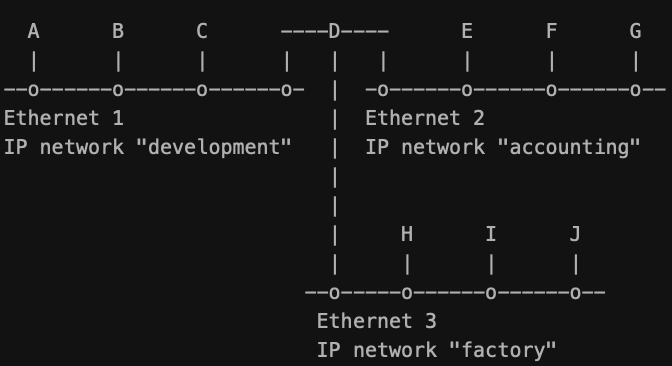 A B C ----D---- E F G
| | | | | | | | |
--o------o------o------o- | -o------o------o------o--
Ethernet 1 | Ethernet 2
IP network "development" | IP network "accounting"
|
|
| H I J
| | | |
--o-----o------o------o--
Ethernet 3
IP network "factory"